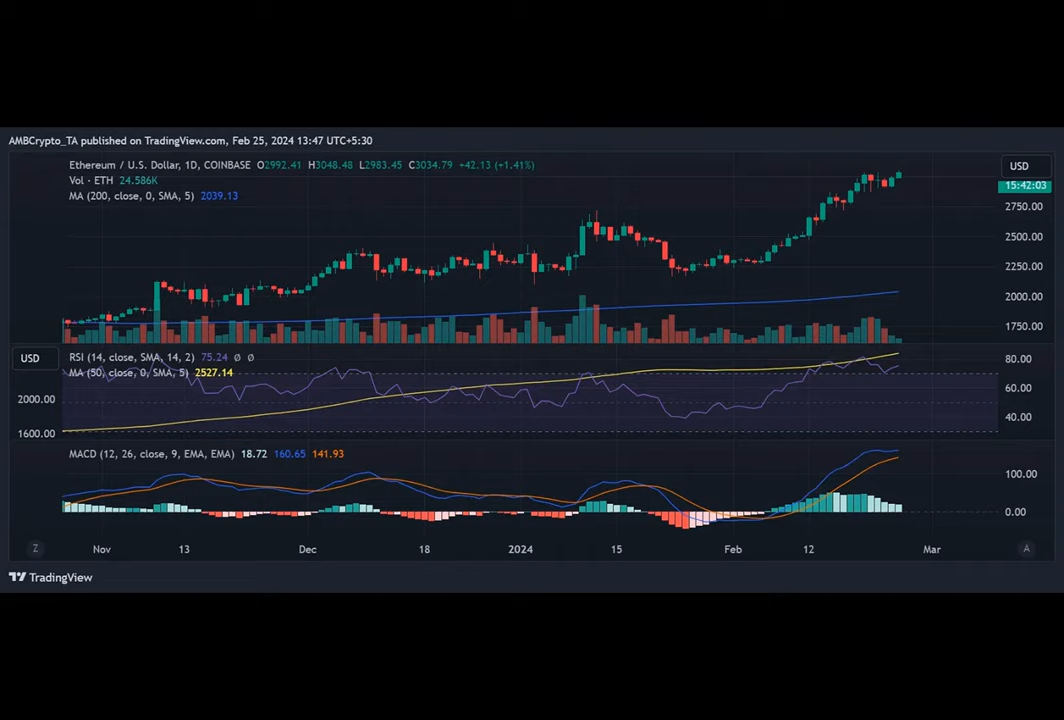 AMBCrypto_TA published on TradingView.com, Feb 25, 2024 13:47 UTC+5:30
Ethereum / U.S. Dollar, 1D, COINBASE O2992.41 H3048.48 L2983.45 C3034.79 +42.13 (+1.41%)
USD
Vol · ETH 24.586K
15:42:03
MA (200, close, 0, SMA, 5) 2039.13
2750.00
2500.00
2250.00
2000.00
1750.00
USD
RSI (14, close, SMA, 14, 2) 75.24 Ø Ø
80.00
MA (50, close, 0, SMA, 5) 2527.14
60.00
2000.00
40.00
1600.00
MACD (12, 26, close, 9, EMA, EMA) 18.72 160.65 141.93
100.00
0.00
Z Nov 13 Dec 18 2024 15 Feb 12 Mar A
TradingView